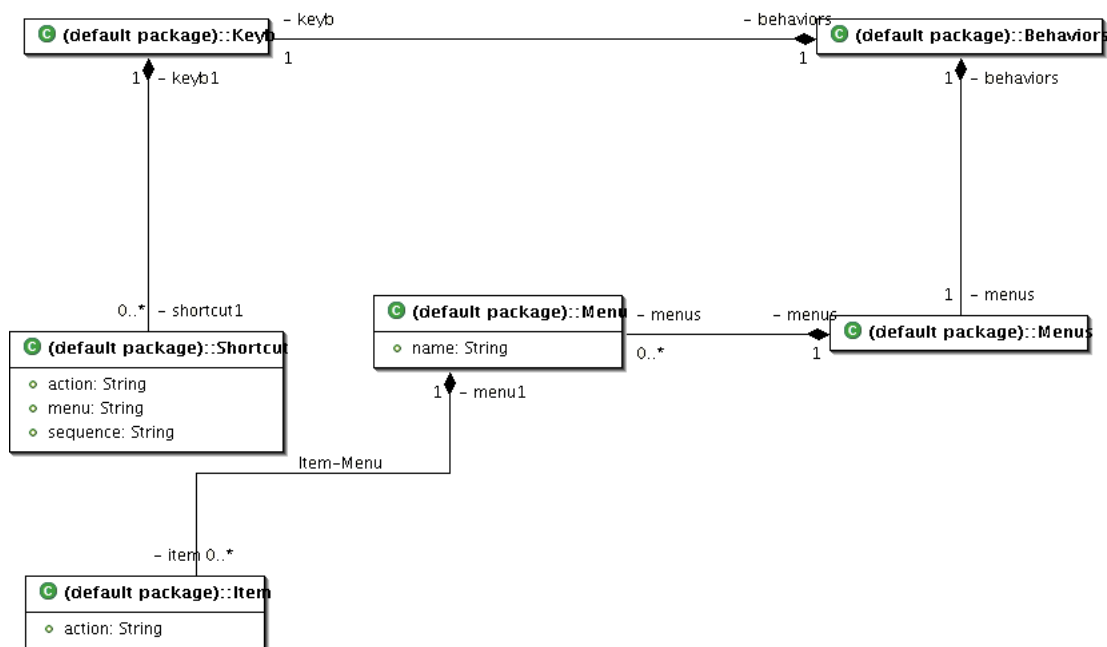 - keyb
- behaviors
C (default package)::Keyb
C (default package)::Behaviors
1
1
1 - keyb1
1 - behaviors
0..* - shortcut1
1 - menus
C (default package)::Menu
- menus
- menus
C (default package)::Menus
C (default package)::Shortcut
name: String
0..*
1
action: String
menu: String
sequence: String
1 - menu1
Item-Menu
- item 0..*
C (default package)::Item
action: String